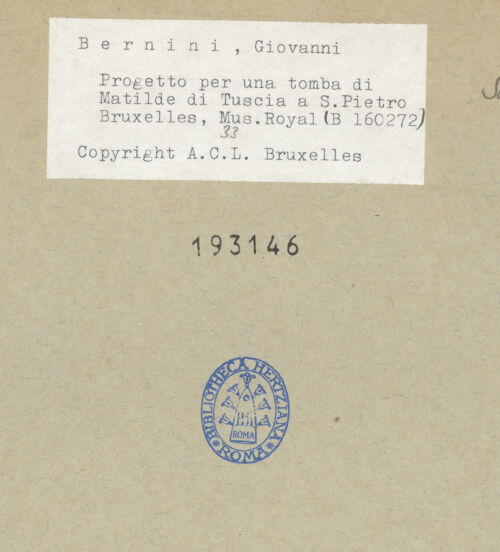 B e r n i n i , Giovanni
Progetto per una tomba di
Matilde di Tuscia a S.Pietro
Bruxelles, Mus.Royal (B 160272)
33
Copyright A.C.L. Bruxelles
193146
BIBLIOTHECA HERTZIANA
ROMA
* ROMA *